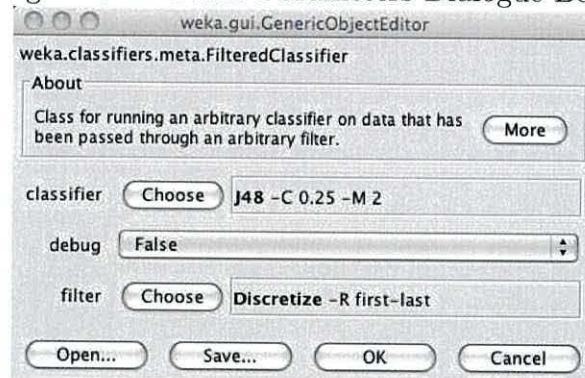 weka.gui.GenericObjectEditor
weka.classifiers.meta.FilteredClassifier
About
Class for running an arbitrary classifier on data that has
been passed through an arbitrary filter.
More
classifier Choose J48 -C 0.25 -M 2
debug False
filter Choose Discretize -R first-last
Open... Save... OK Cancel